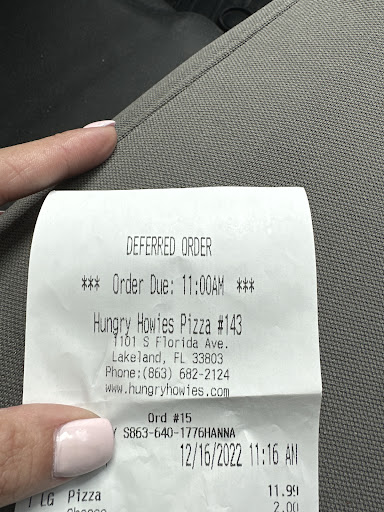 DEFERRED ORDER
*** Order Due: 11:00AM ***
Hungry Howies Pizza #143
1101 S Florida Ave.
Lakeland, FL 33803
Phone:(863) 682-2124
www.hungryhowies.com
Ord #15
Y S863-640-1776HANNA
12/16/2022 11:16 AM
1 LG Pizza 11.99
Cheese 2.00